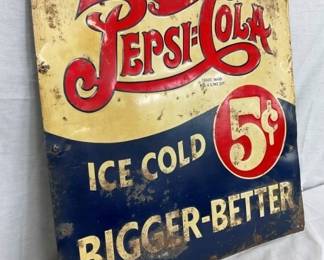 PEPSI:COLA
ICE COLD 5¢
BIGGER-BETTER